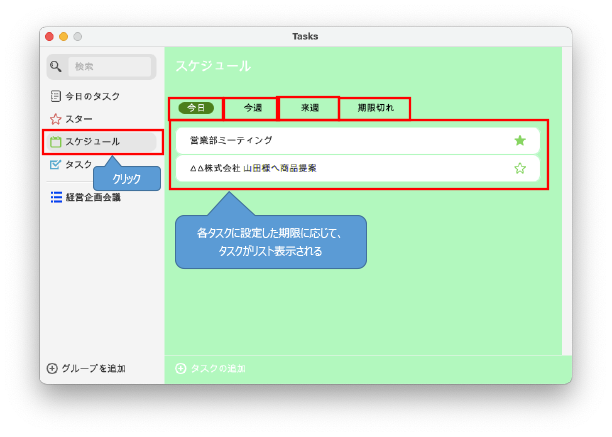 Tasks
検索
今日のタスク
スター
スケジュール
タスク
クリック
経営企画会議
グループを追加
スケジュール
今日
今週
来週
期限切れ
営業部ミーティング
△△株式会社 山田様へ商品提案
各タスクに設定した期限に応じて、
タスクがリスト表示される
タスクの追加